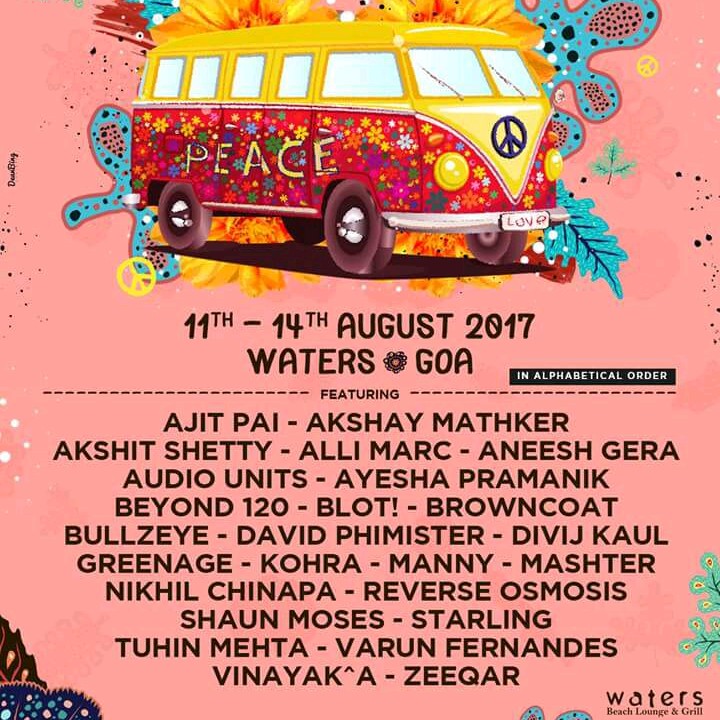 DeanBing
PEACE
LOVE
11TH - 14TH AUGUST 2017
WATERS GOA
IN ALPHABETICAL ORDER
FEATURING
AJIT PAI - AKSHAY MATHKER
AKSHIT SHETTY - ALLI MARC - ANEESH GERA
AUDIO UNITS - AYESHA PRAMANIK
BEYOND 120 - BLOT! - BROWNCOAT
BULLZEYE - DAVID PHIMISTER - DIVIJ KAUL
GREENAGE - KOHRA - MANNY - MASHTER
NIKHIL CHINAPA - REVERSE OSMOSIS
SHAUN MOSES - STARLING
TUHIN MEHTA - VARUN FERNANDES
VINAYAK^A - ZEEQAR
waters
Beach Lounge & Grill